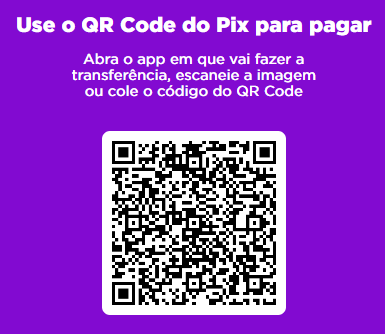 Use o QR Code do Pix para pagar
Abra o app em que vai fazer a
transferência, escaneie a imagem
ou cole o código do QR Code